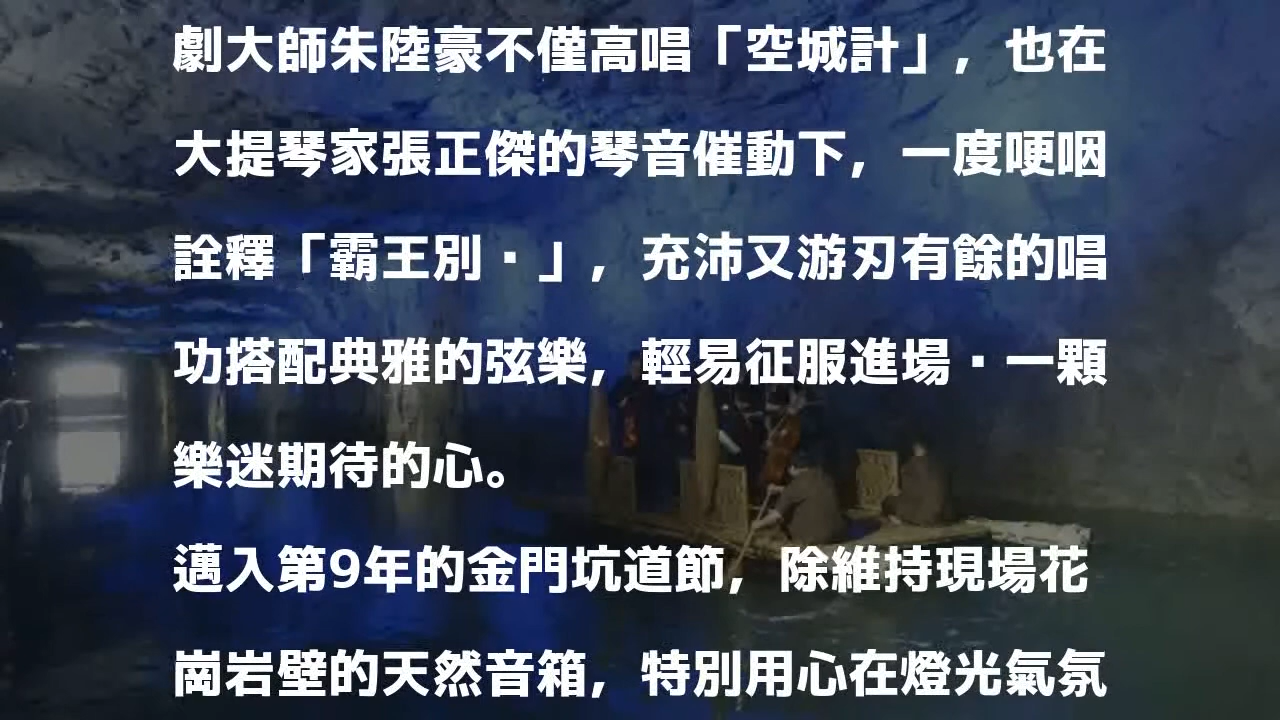 劇大師朱陸豪不僅高唱「空城計」，也在
大提琴家張正傑的琴音催動下，一度哽咽
詮釋「霸王別▪」，充沛又游刃有餘的唱
功搭配典雅的弦樂，輕易征服進場▪一顆
樂迷期待的心。
邁入第9年的金門坑道節，除維持現場花
崗岩壁的天然音箱，特別用心在燈光氣氛